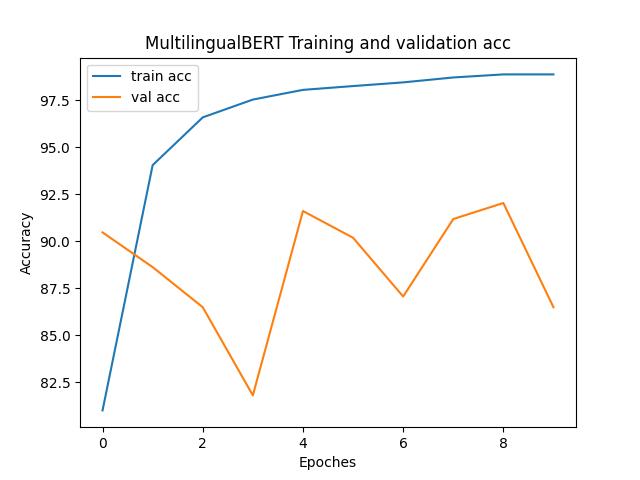 MultilingualBERT Training and validation acc
train acc
val acc
Accuracy
97.5
95.0
92.5
90.0
87.5
85.0
82.5
0
2
4
6
8
Epoches